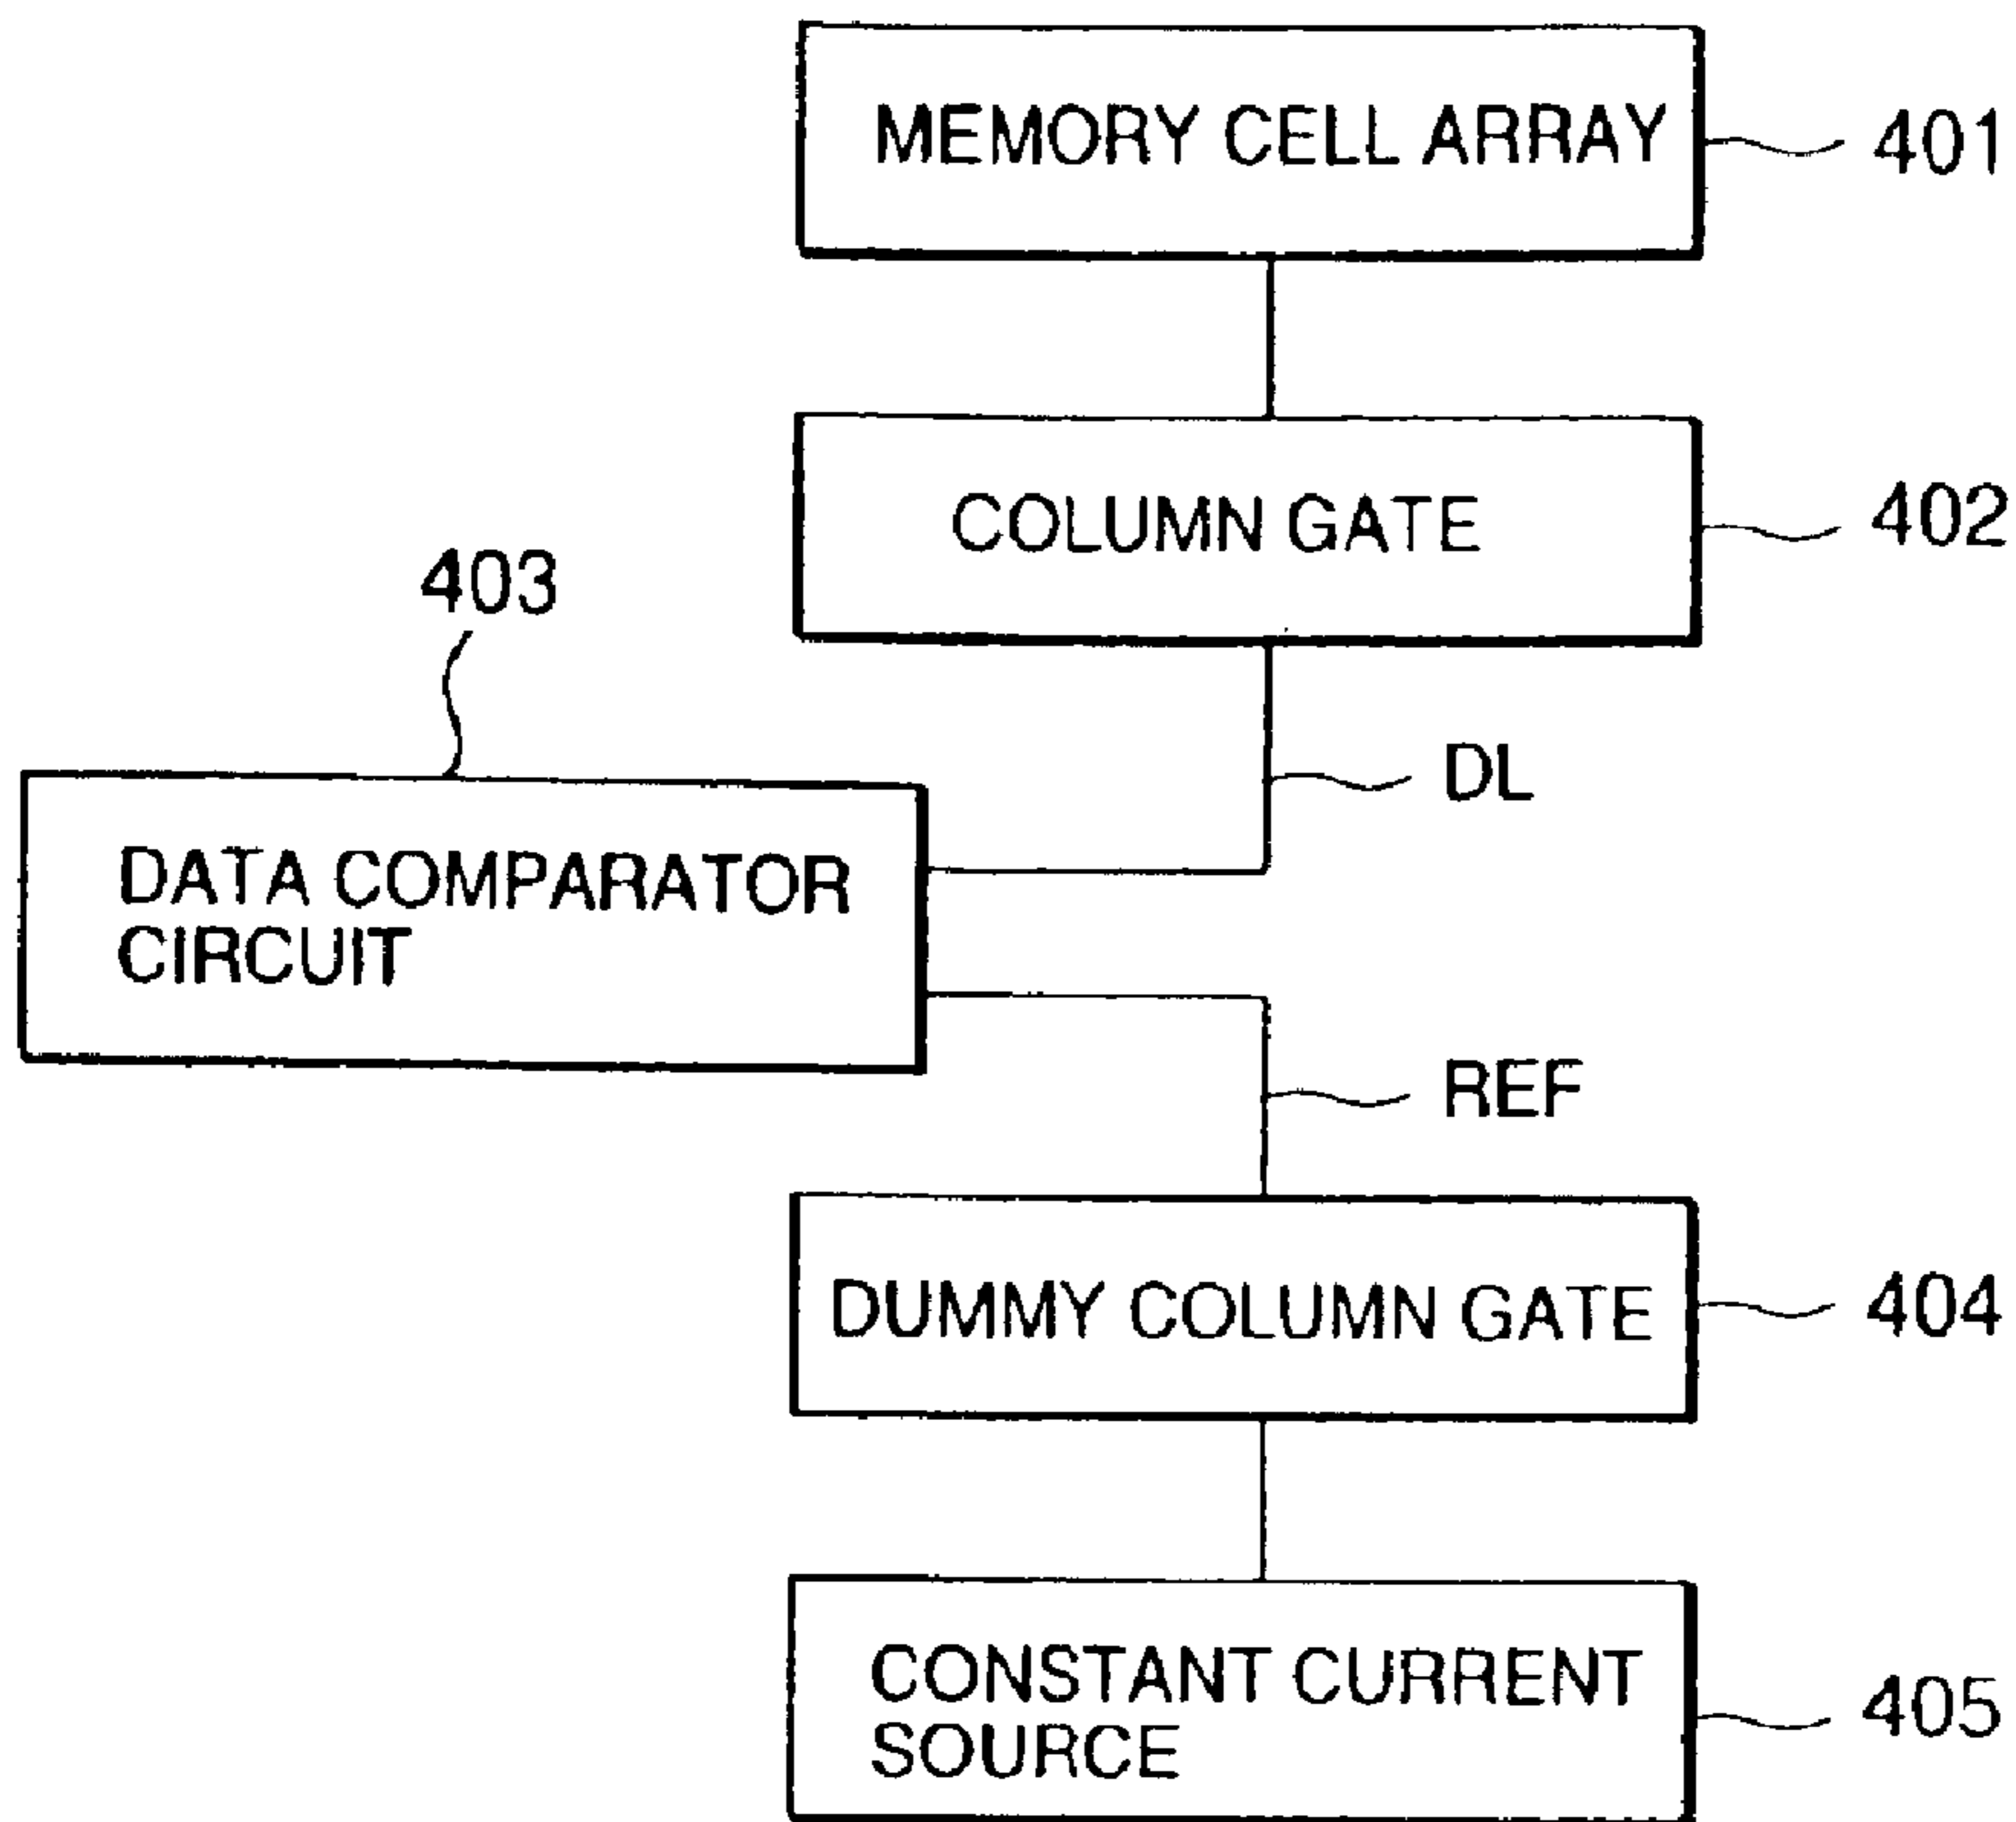 MEMORY CELL ARRAY
401
COLUMN GATE
402
403
DL
DATA COMPARATOR
CIRCUIT
REF
DUMMY COLUMN GATE
404
CONSTANT CURRENT
SOURCE
405